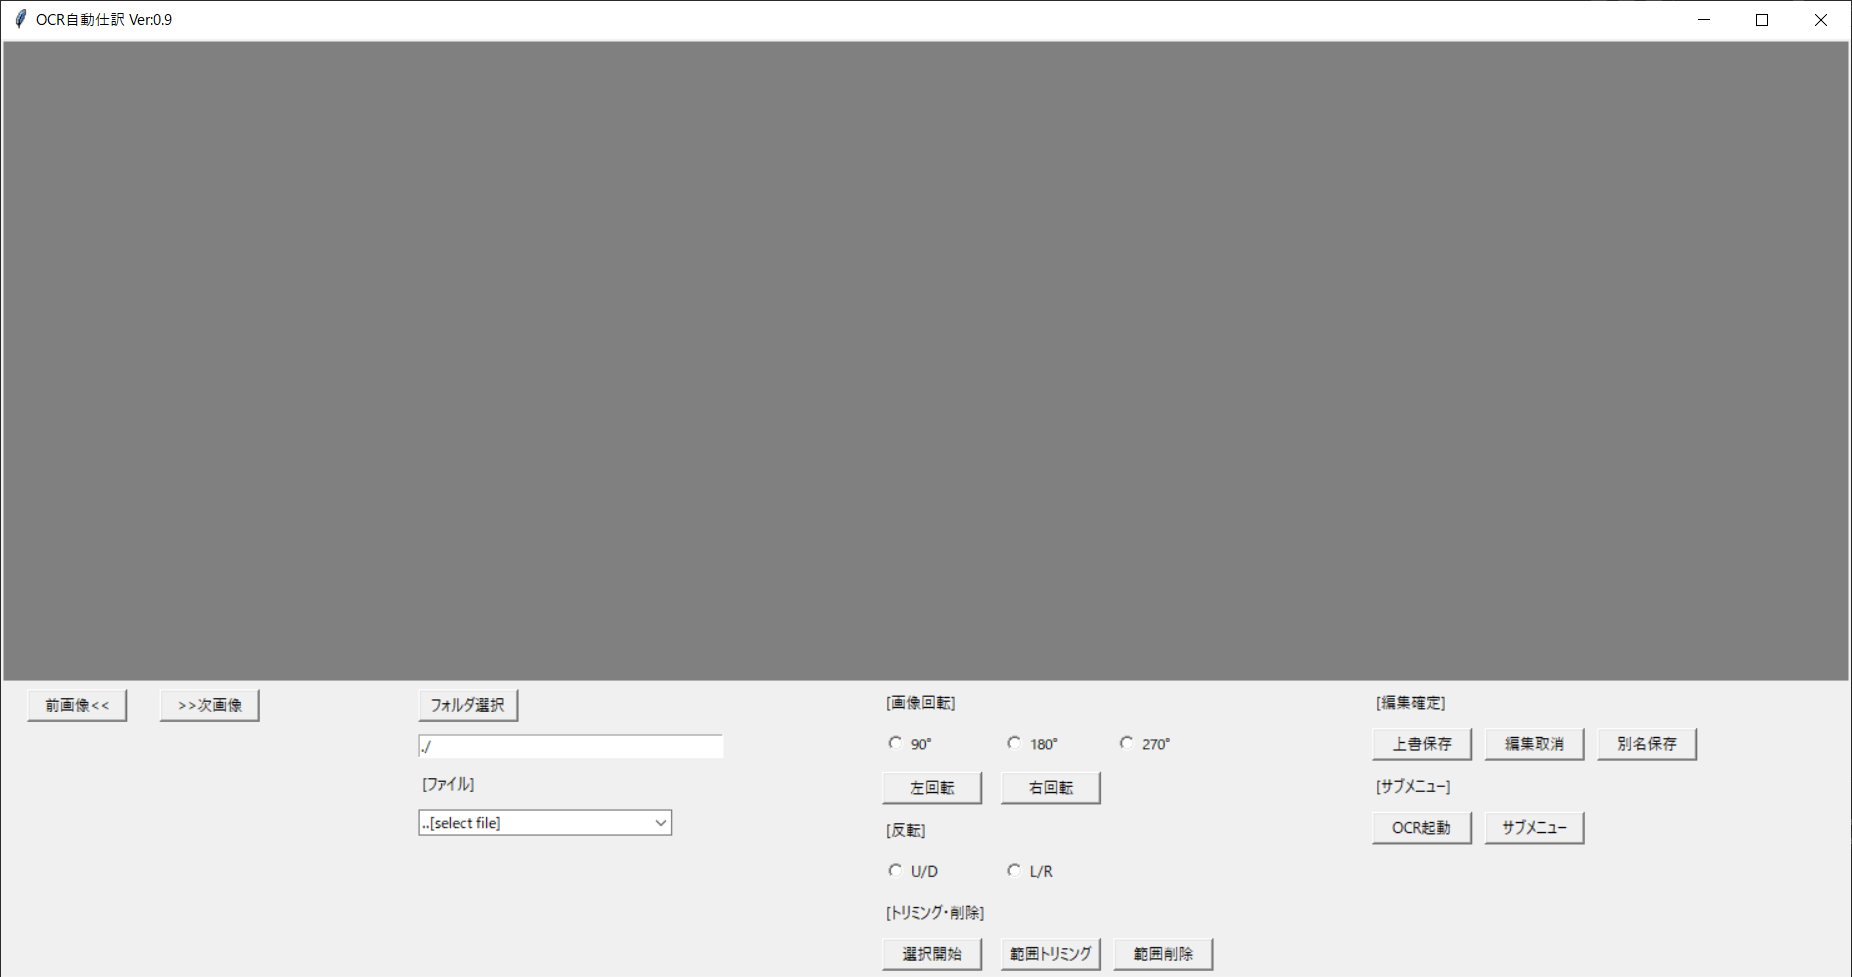 OCR自動仕訳 Ver:0.9
前画像<<
>>次画像
フォルダ選択
./
[ファイル]
..[select file]
[画像回転]
90°
180°
270°
左回転
右回転
[反転]
U/D
L/R
[トリミング・削除]
選択開始
範囲トリミング
範囲削除
[編集確定]
上書保存
編集取消
別名保存
[サブメニュー]
OCR起動
サブメニュー